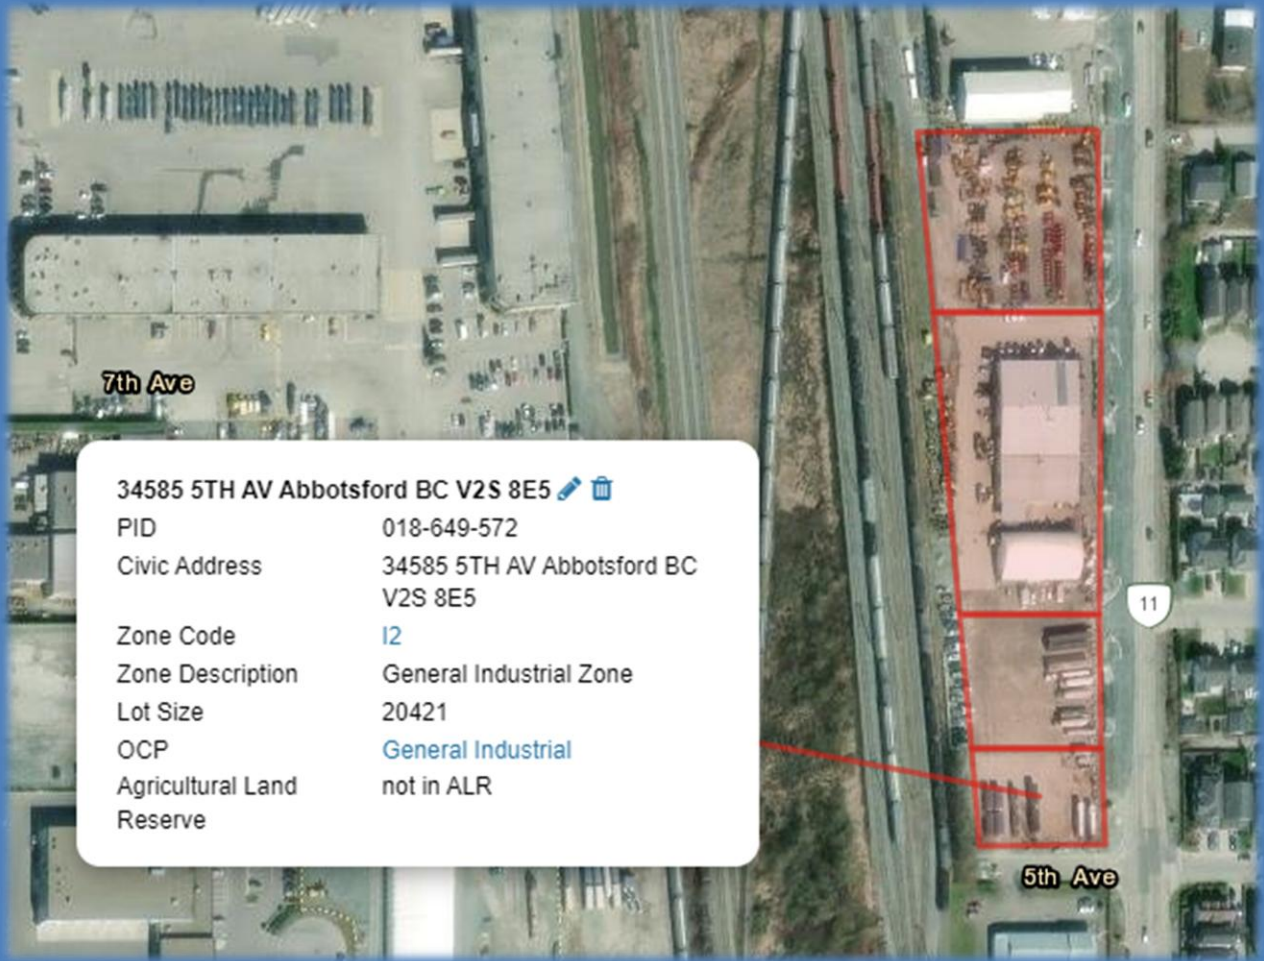 7th Ave
34585 5TH AV Abbotsford BC V2S 8E5
PID 018-649-572
Civic Address 34585 5TH AV Abbotsford BC
V2S 8E5
Zone Code I2
Zone Description General Industrial Zone
Lot Size 20421
OCP General Industrial
Agricultural Land not in ALR
Reserve
11
5th Ave